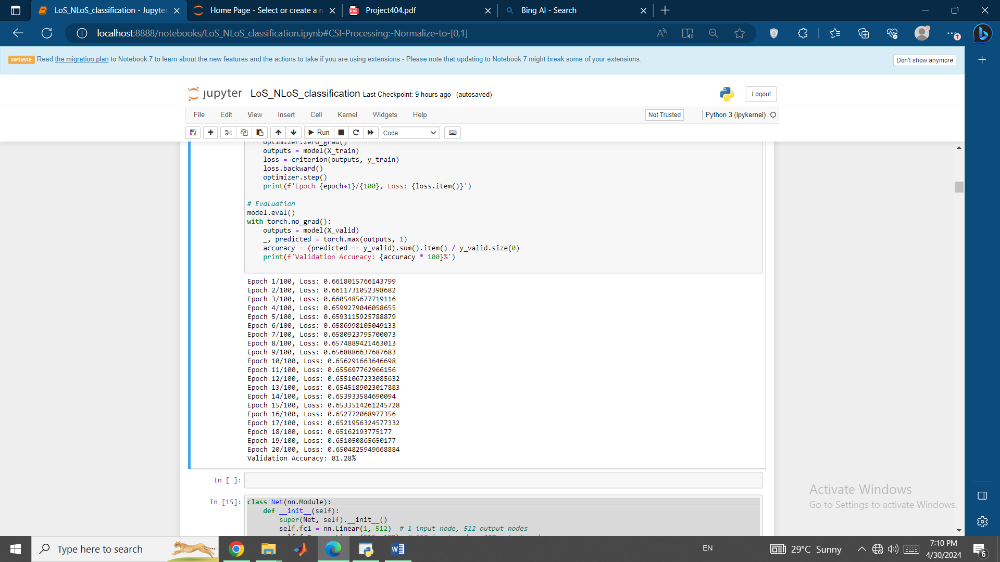 LoS_NLoS_classification - Jupyter
Home Page - Select or create a n
Project404.pdf
Bing AI - Search
localhost:8888/notebooks/LoS_NLoS_classification.ipynb#CSI-Processing:-Normalize-to-[0,1]
UPDATE Read the migration plan to Notebook 7 to learn about the new features and the actions to take if you are using extensions - Please note that updating to Notebook 7 might break some of your extensions.
Don't show anymore
jupyter LoS_NLoS_classification Last Checkpoint: 9 hours ago (autosaved)
Logout
File Edit View Insert Cell Kernel Widgets Help
Not Trusted
Python 3 (ipykernel)
Run
Code
optimizer.zero_grad()
outputs = model(X_train)
loss = criterion(outputs, y_train)
loss.backward()
optimizer.step()
print(f'Epoch {epoch+1}/{100}, Loss: {loss.item()}')
# Evaluation
model.eval()
with torch.no_grad():
outputs = model(X_valid)
_, predicted = torch.max(outputs, 1)
accuracy = (predicted == y_valid).sum().item() / y_valid.size(0)
print(f'Validation Accuracy: {accuracy * 100}%')
Epoch 1/100, Loss: 0.6618015766143799
Epoch 2/100, Loss: 0.6611731052398682
Epoch 3/100, Loss: 0.6605485677719116
Epoch 4/100, Loss: 0.6599279046058655
Epoch 5/100, Loss: 0.6593115925788879
Epoch 6/100, Loss: 0.6586998105049133
Epoch 7/100, Loss: 0.6580923795700073
Epoch 8/100, Loss: 0.6574889421463013
Epoch 9/100, Loss: 0.6568886637687683
Epoch 10/100, Loss: 0.656291663646698
Epoch 11/100, Loss: 0.655697762966156
Epoch 12/100, Loss: 0.6551067233085632
Epoch 13/100, Loss: 0.6545189023017883
Epoch 14/100, Loss: 0.653933584690094
Epoch 15/100, Loss: 0.6533514261245728
Epoch 16/100, Loss: 0.652772068977356
Epoch 17/100, Loss: 0.6521956324577332
Epoch 18/100, Loss: 0.65162193775177
Epoch 19/100, Loss: 0.651050865650177
Epoch 20/100, Loss: 0.6504825949668884
Validation Accuracy: 81.28%
In [ ]:
In [15]:
class Net(nn.Module):
def __init__(self):
super(Net, self).__init__()
self.fc1 = nn.Linear(1, 512) # 1 input node, 512 output nodes
Activate Windows
Go to Settings to activate Windows.
Type here to search
EN
29°C Sunny
7:10 PM
4/30/2024
6